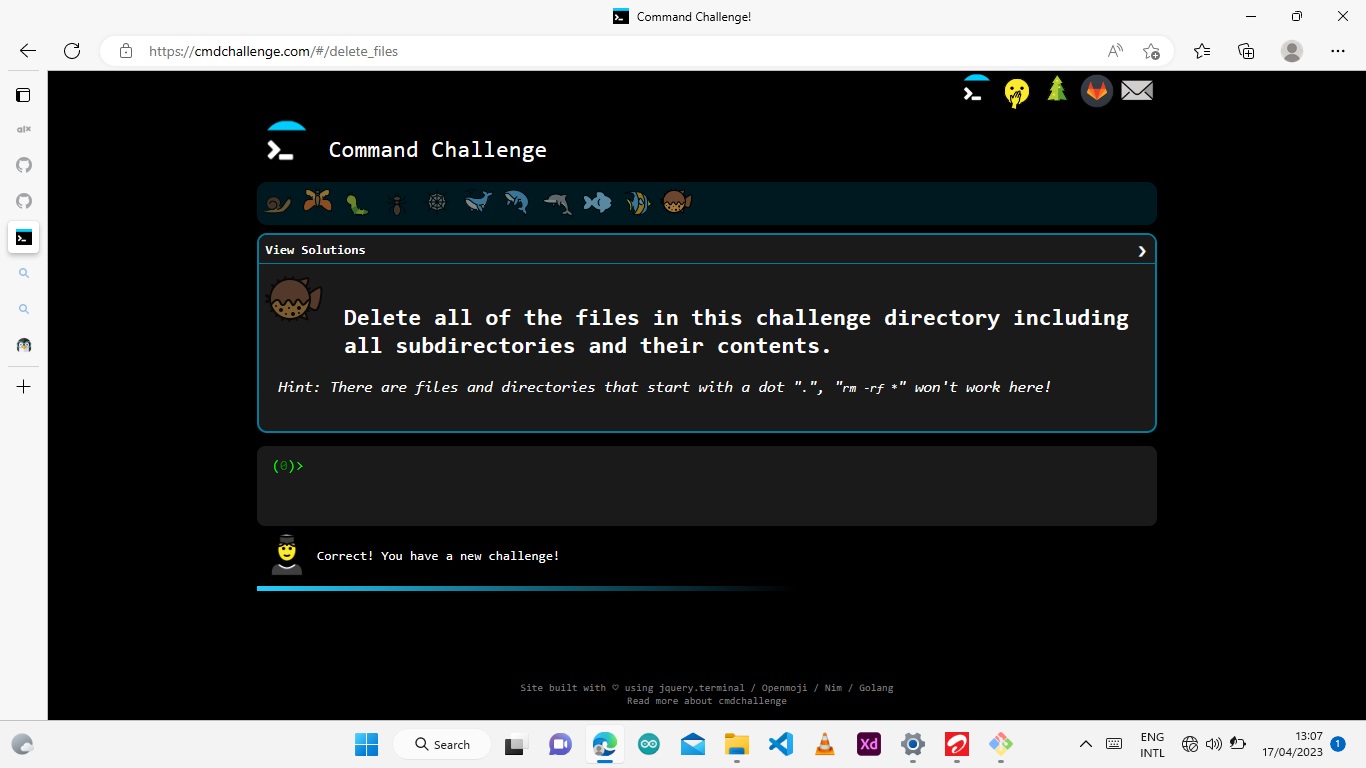 Command Challenge!
https://cmdchallenge.com/#/delete_files
Command Challenge
View Solutions
Delete all of the files in this challenge directory including
all subdirectories and their contents.
Hint: There are files and directories that start with a dot ".", "rm -rf *" won't work here!
(0)>
Correct! You have a new challenge!
Site built with ♡ using jquery.terminal / Openmoji / Nim / Golang
Read more about cmdchallenge
Search
Xd
ENG
INTL
13:07
17/04/2023
1